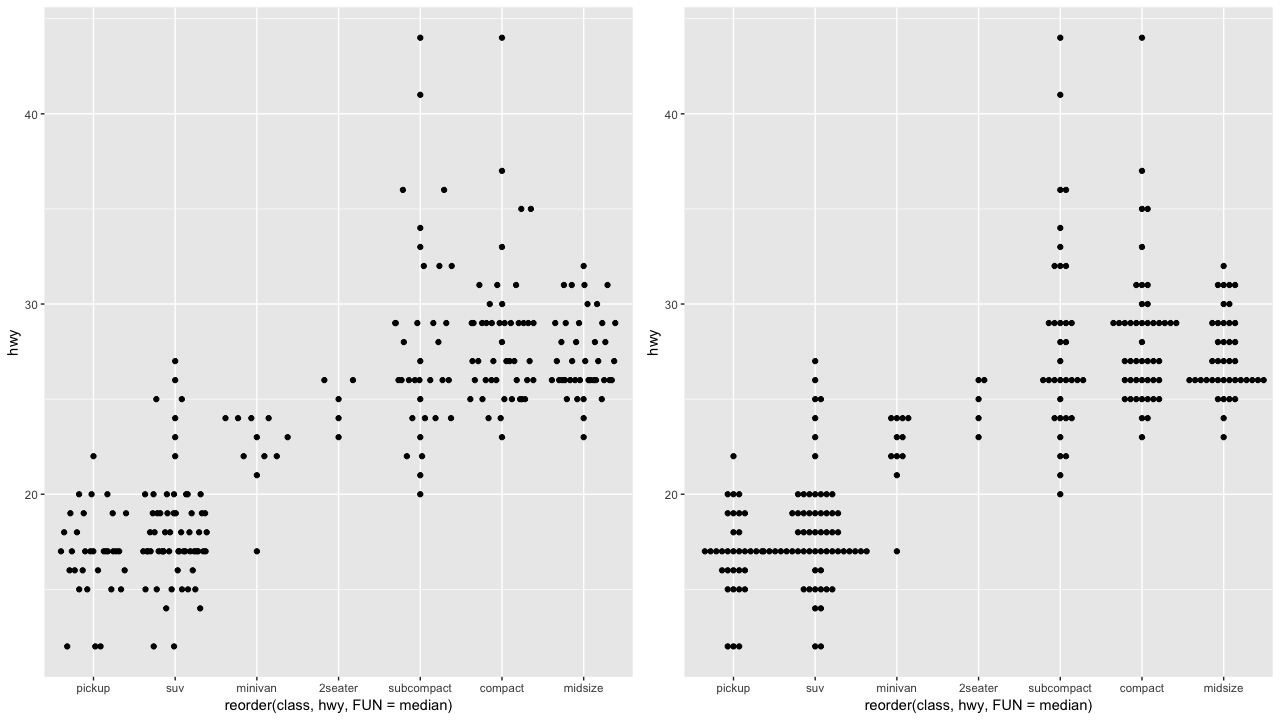 hwy
40
30
20
pickup suv minivan 2seater subcompact compact midsize
reorder(class, hwy, FUN = median)
hwy
40
30
20
pickup suv minivan 2seater subcompact compact midsize
reorder(class, hwy, FUN = median)